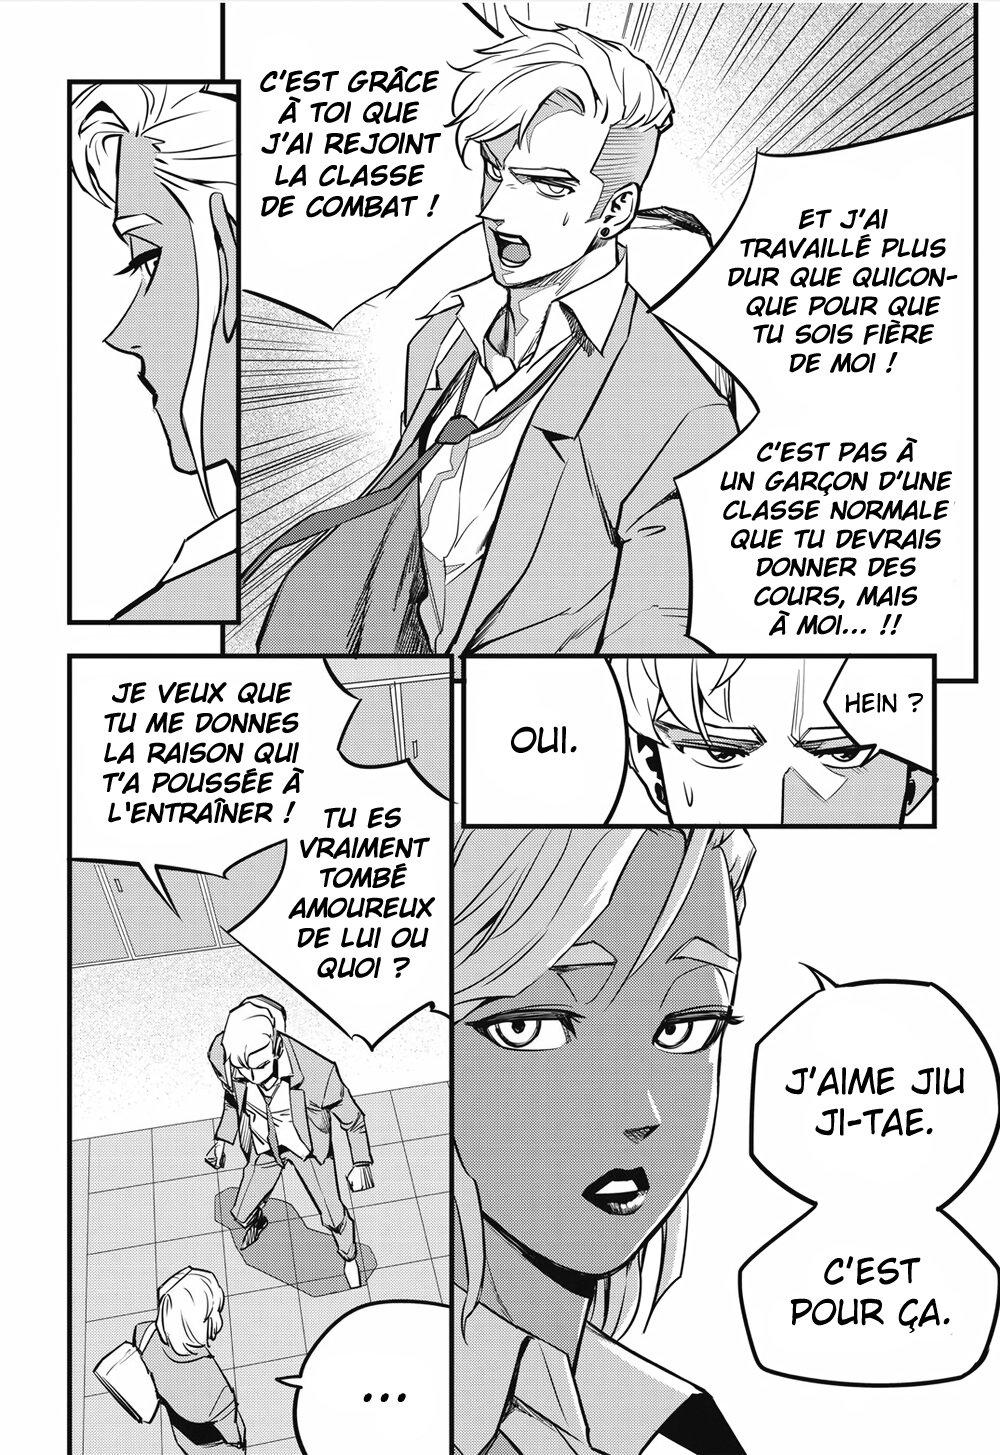 C'EST GRÂCE
À TOI QUE
J'AI REJOINT
LA CLASSE
DE COMBAT !
ET J'AI
TRAVAILLÉ PLUS
DUR QUE QUICON-
QUE POUR QUE
TU SOIS FIÈRE
DE MOI !
C'EST PAS À
UN GARÇON D'UNE
CLASSE NORMALE
QUE TU DEVRAIS
DONNER DES
COURS, MAIS
À MOI... !!
JE VEUX QUE
TU ME DONNES
LA RAISON QUI
T'A POUSSÉE À
L'ENTRAÎNER !
TU ES
VRAIMENT
TOMBÉ
AMOUREUX
DE LUI OU
QUOI ?
...
OUI.
HEIN ?
J'AIME JIU
JI-TAE.
C'EST
POUR ÇA.